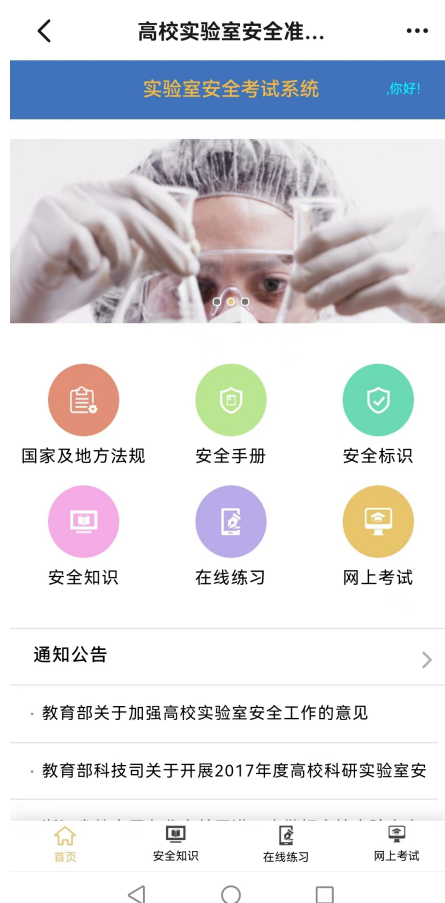 高校实验室安全准...
实验室安全考试系统
,你好!
国家及地方法规
安全手册
安全标识
安全知识
在线练习
网上考试
通知公告
· 教育部关于加强高校实验室安全工作的意见
· 教育部科技司关于开展2017年度高校科研实验室安
首页
安全知识
在线练习
网上考试